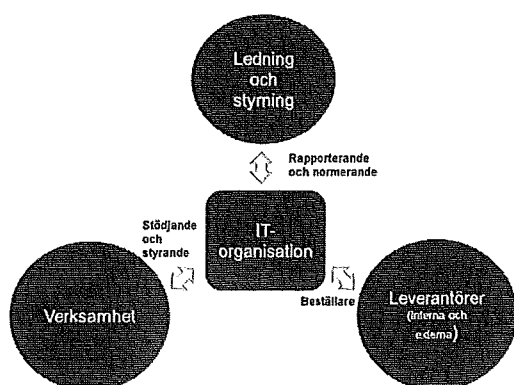 Ledning
och
styrning
Rapporterande
och normerande
Stödjande
och
styrande
IT-
organisation
Verksamhet
Beställare
Leverantörer
(interna och
externa)